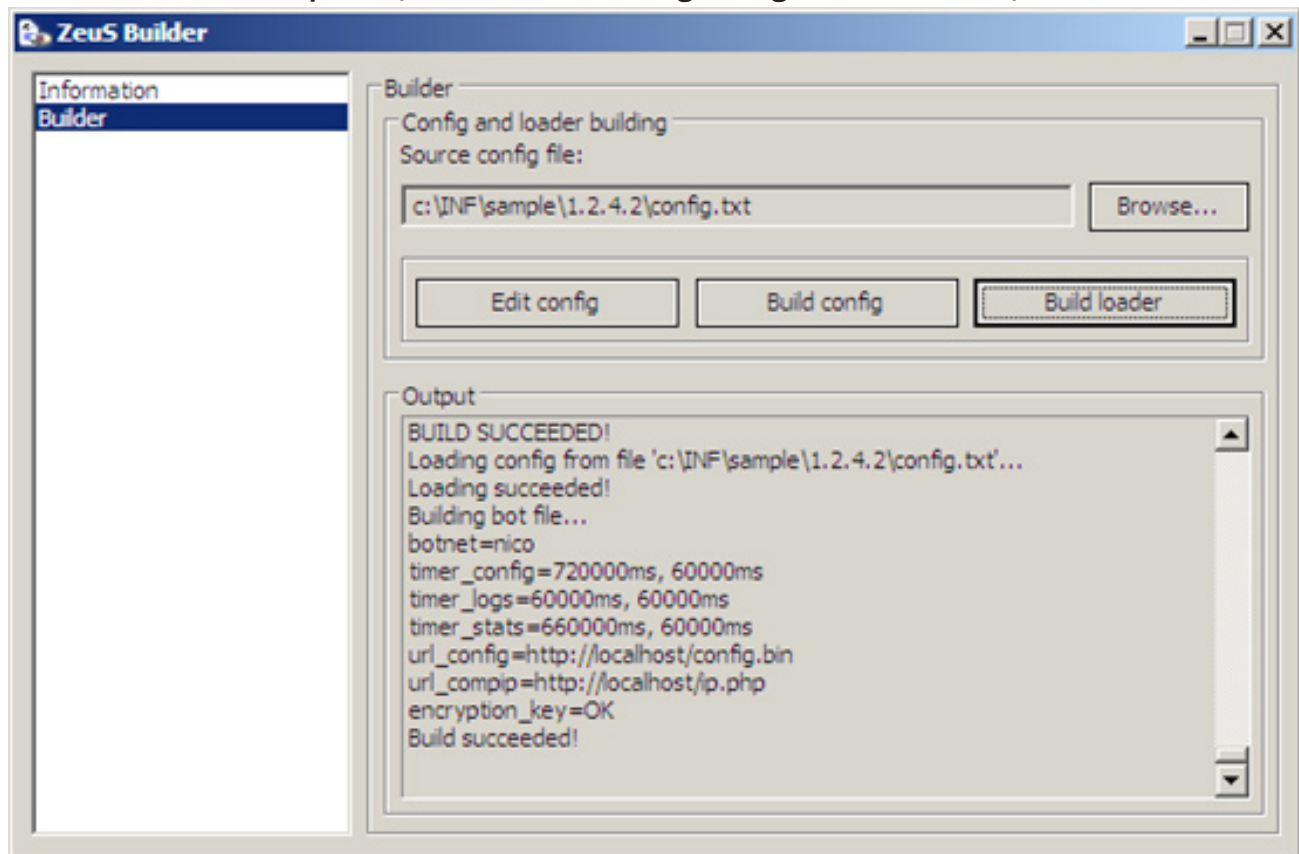 ZeuS Builder
Information
Builder
Builder
Config and loader building
Source config file:
c:\INF\sample\1.2.4.2\config.txt
Browse...
Edit config
Build config
Build loader
Output
BUILD SUCCEEDED!
Loading config from file 'c:\INF\sample\1.2.4.2\config.txt'...
Loading succeeded!
Building bot file...
botnet=nico
timer_config=720000ms, 60000ms
timer_logs=60000ms, 60000ms
timer_stats=660000ms, 60000ms
url_config=http://localhost/config.bin
url_compip=http://localhost/ip.php
encryption_key=OK
Build succeeded!